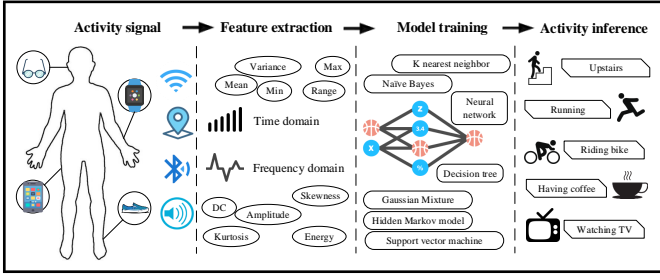 Activity signal
Feature extraction
Model training
Activity inference
Variance
Max
Mean
Min
Range
Time domain
Frequency domain
Skewness
DC
Amplitude
Kurtosis
Energy
K nearest neighbor
Naïve Bayes
Neural
network
Z
X
Decision tree
Gaussian Mixture
Hidden Markov model
Support vector machine
Upstairs
Running
Riding bike
Having coffee
Watching TV